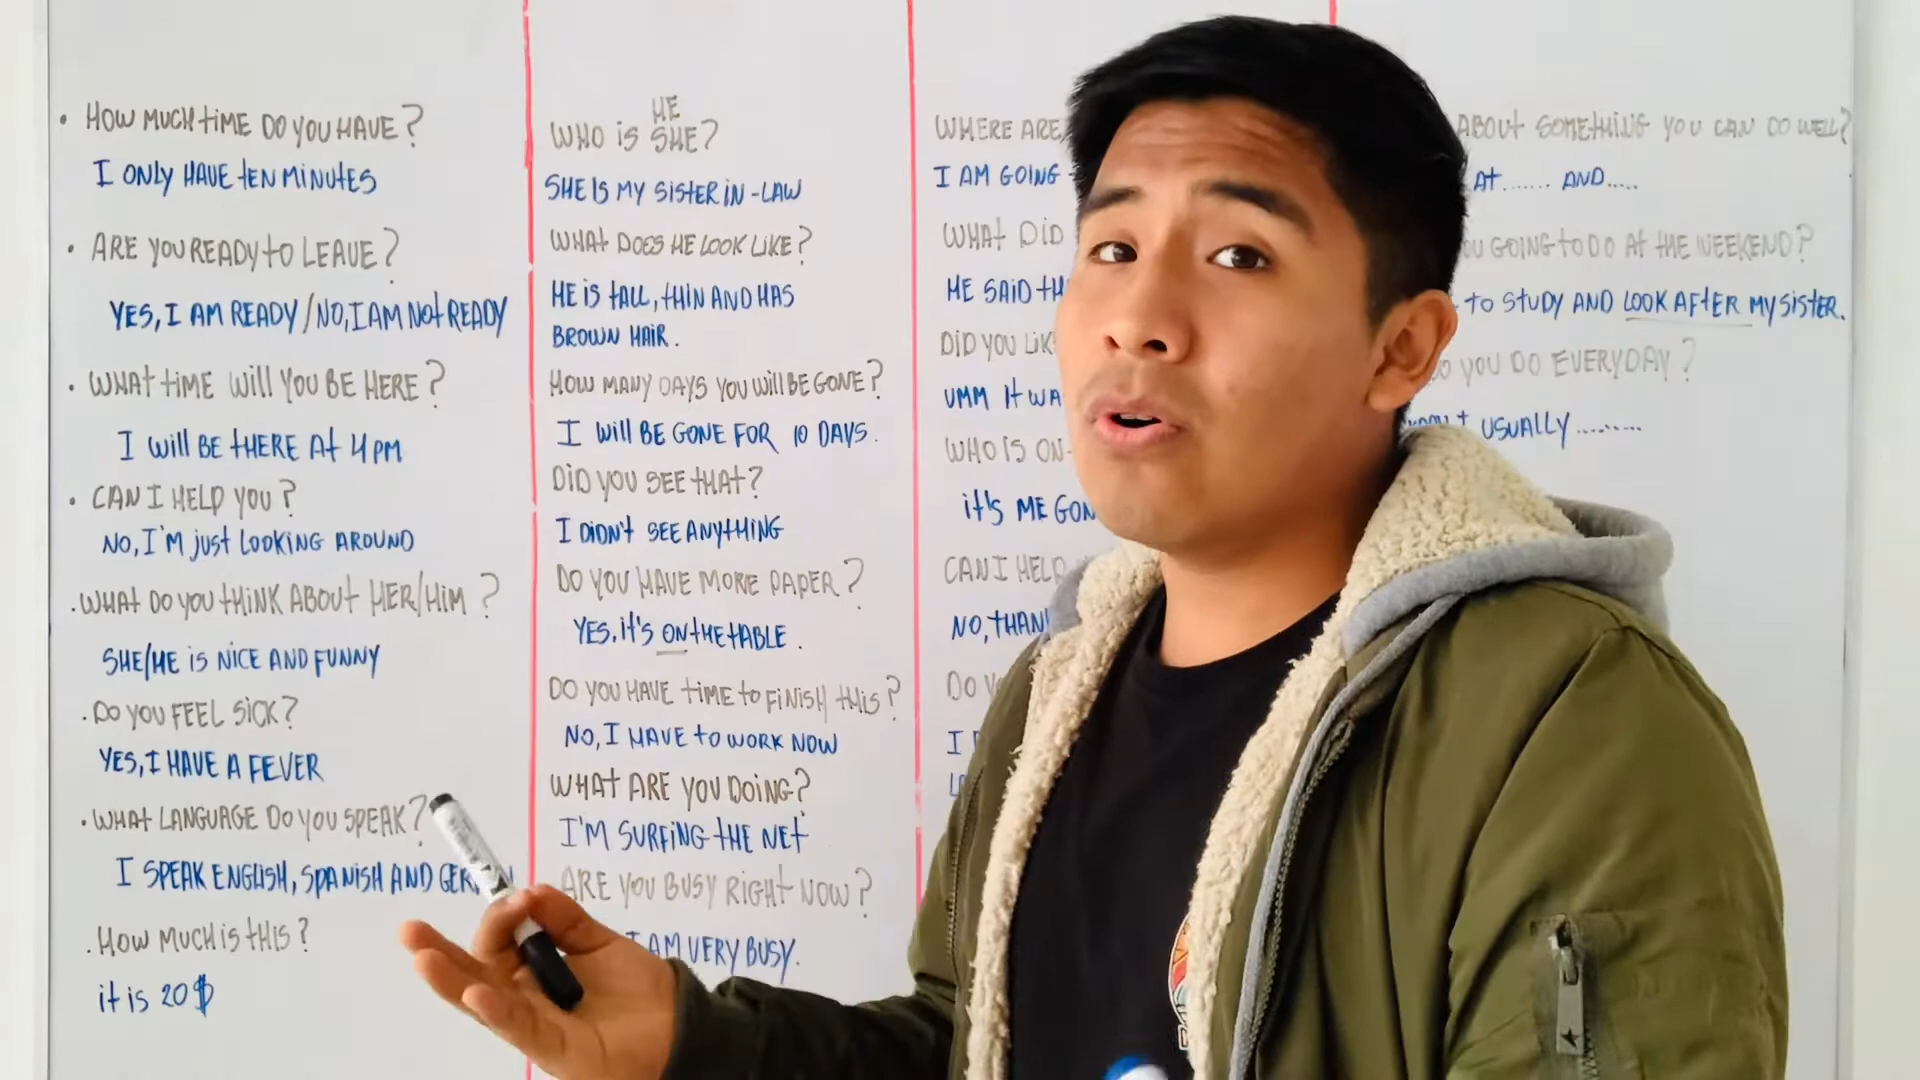 • HOW MUCH TIME DO YOU HAVE?
I ONLY HAVE TEN MINUTES
• ARE YOU READY TO LEAVE?
YES, I AM READY / NO, I AM NOT READY
• WHAT TIME WILL YOU BE HERE?
I WILL BE THERE AT 4 PM
• CAN I HELP YOU?
NO, I'M JUST LOOKING AROUND
. WHAT DO YOU THINK ABOUT HER/HIM ?
SHE/HE IS NICE AND FUNNY
. DO YOU FEEL SICK?
YES, I HAVE A FEVER
. WHAT LANGUAGE DO YOU SPEAK?
I SPEAK ENGLISH, SPANISH AND
. HOW MUCH IS THIS?
it is 20$
HE
WHO IS SHE?
SHE IS MY SISTER IN-LAW
WHAT DOES HE LOOK LIKE?
HE IS TALL, THIN AND HAS
BROWN HAIR.
HOW MANY DAYS YOU WILL BE GONE?
I WILL BE GONE FOR 10 DAYS.
DID YOU SEE THAT?
I DIDN'T SEE ANYTHING
DO YOU HAVE MORE PAPER?
YES, it's ON THE TABLE.
DO YOU HAVE TIME TO FINISH THIS?
NO, I HAVE TO WORK NOW
WHAT ARE YOU DOING?
I'M SURFING THE NET
ARE YOU BUSY RIGHT NOW?
I AM VERY BUSY.
WHERE ARE
I AM GOING
WHAT DID
HE SAID
DID YOU
UMM IT
WHO IS
it's ME
CAN I HELP
NO,
DO
I
ABOUT SOMETHING YOU CAN DO WELL?
AT....... AND.....
GOING TO DO AT THE WEEKEND?
TO STUDY AND LOOK AFTER MY SISTER.
YOU DO EVERYDAY?
USUALLY.........